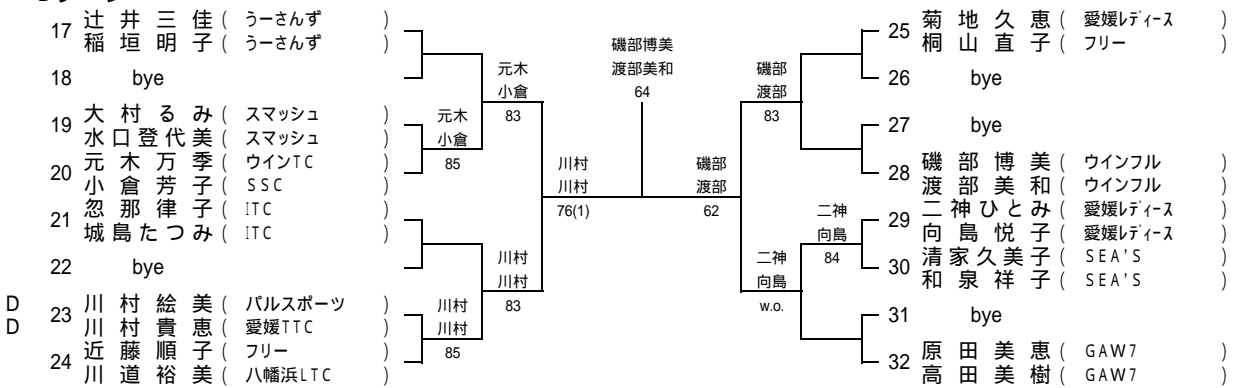 17 辻井三佳 ( うーさんず )
稲垣明子 ( うーさんず )
18 bye
19 大村るみ ( スマッシュ )
水口登代美 ( スマッシュ )
20 元木万季 ( ウインTC )
小倉芳子 ( SSC )
21 忽那律子 ( ITC )
城島たつみ ( ITC )
22 bye
D 23 川村絵美 ( パルスポーツ )
D 川村貴恵 ( 愛媛TTC )
24 近藤順子 ( フリー )
川道裕美 ( 八幡浜LTC )
元木
小倉
85
川村
川村
85
元木
小倉
83
川村
川村
83
川村
川村
76(1)
磯部博美
渡部美和
64
磯部
渡部
62
磯部
渡部
83
二神
向島
w.o.
二神
向島
84
25 菊地久恵 ( 愛媛レディース )
桐山直子 ( フリー )
26 bye
27 bye
28 磯部博美 ( ウインフル )
渡部美和 ( ウインフル )
29 二神ひとみ ( 愛媛レディース )
向島悦子 ( 愛媛レディース )
30 清家久美子 ( SEA'S )
和泉祥子 ( SEA'S )
31 bye
32 原田美恵 ( GAW7 )
高田美樹 ( GAW7 )